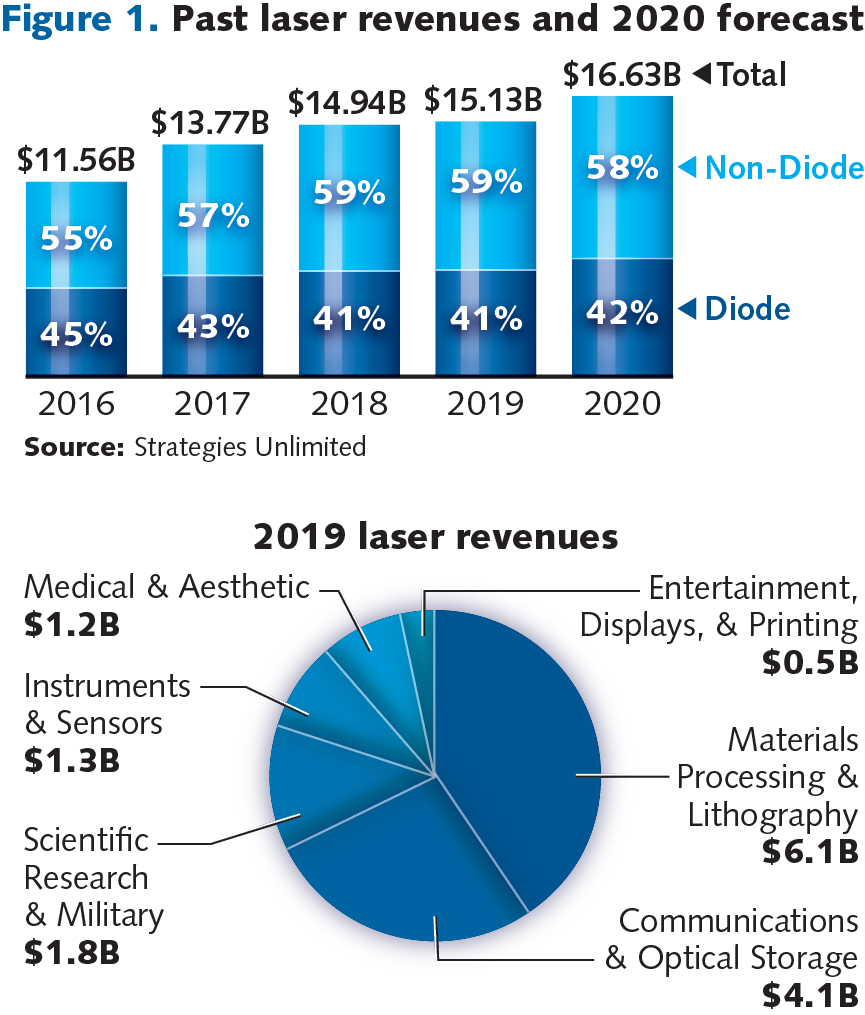 Figure 1. Past laser revenues and 2020 forecast
$11.56B
$13.77B
$14.94B
$15.13B
$16.63B ◀ Total
55%
57%
59%
59%
58%
◀ Non-Diode
45%
43%
41%
41%
42%
◀ Diode
2016
2017
2018
2019
2020
Source: Strategies Unlimited
2019 laser revenues
Medical & Aesthetic
$1.2B
Instruments
& Sensors
$1.3B
Scientific
Research
& Military
$1.8B
Entertainment,
Displays, & Printing
$0.5B
Materials
Processing &
Lithography
$6.1B
Communications
& Optical Storage
$4.1B